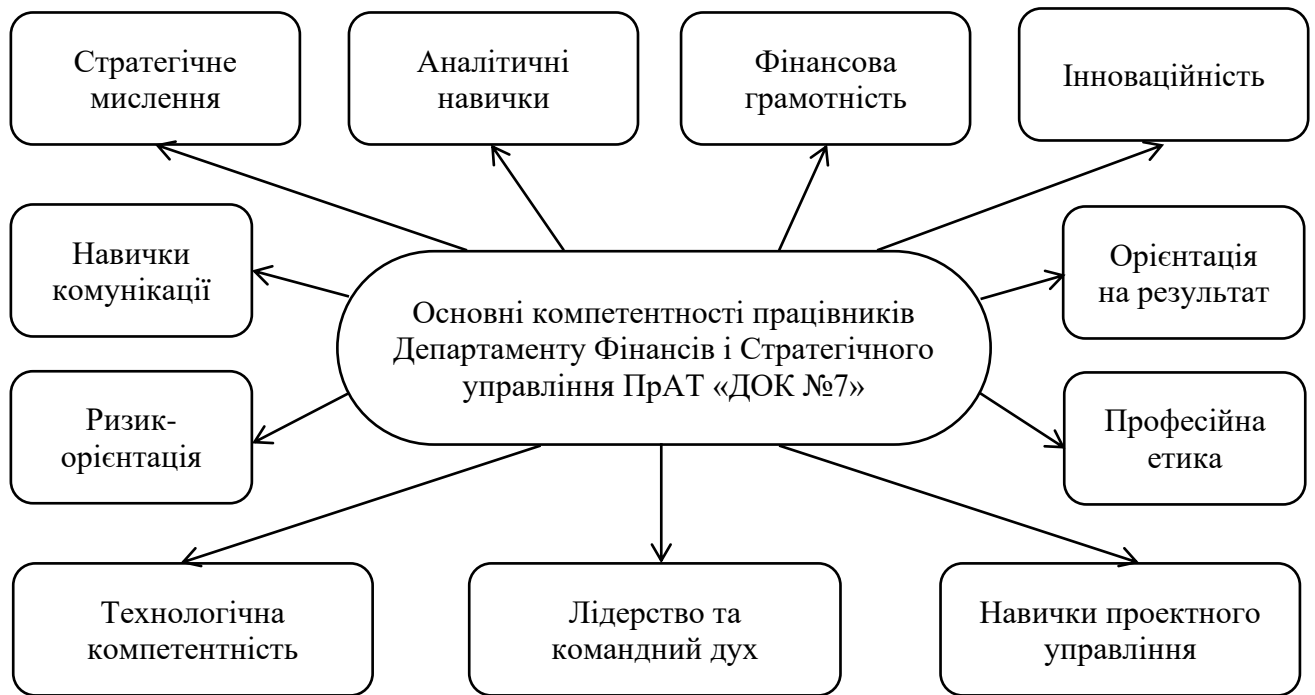 Стратегічне
мислення
Аналітичні
навички
Фінансова
грамотність
Інноваційність
Навички
комунікації
Орієнтація
на результат
Основні компетентності працівників
Департаменту Фінансів і Стратегічного
управління ПрАТ «ДОК №7»
Ризик-
орієнтація
Професійна
етика
Технологічна
компетентність
Лідерство та
командний дух
Навички проектного
управління